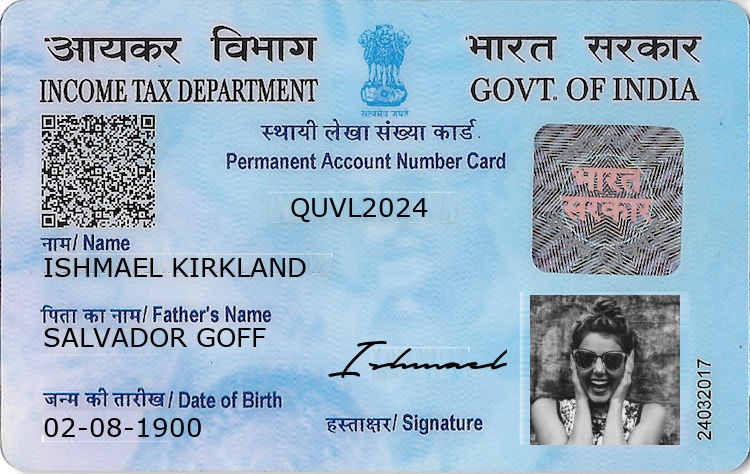 आयकर विभाग
भारत सरकार
INCOME TAX DEPARTMENT
GOVT. OF INDIA
सत्यमेव जयते
स्थायी लेखा संख्या कार्ड
Permanent Account Number Card
भारत
सरकार
QUVL2024
नाम/ Name
ISHMAEL KIRKLAND
पिता का नाम/ Father's Name
SALVADOR GOFF
Ishmael
जन्म की तारीख / Date of Birth
02-08-1900
हस्ताक्षर/ Signature
24032017